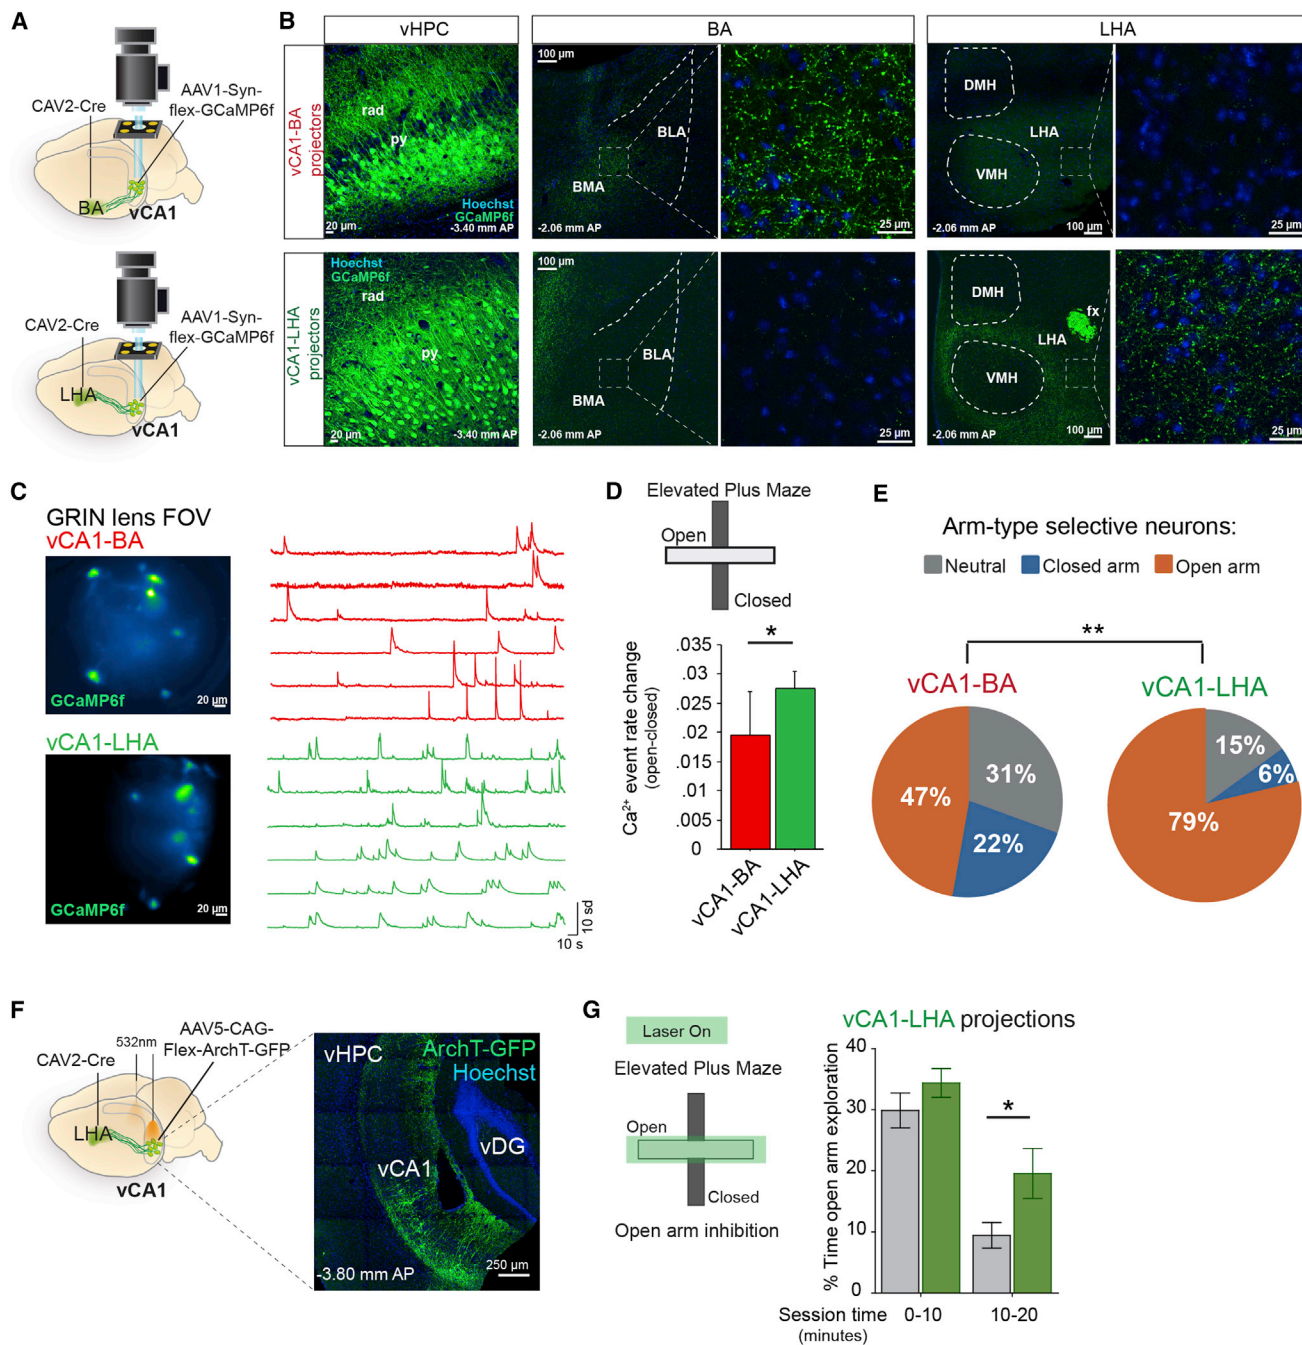 A
CAV2-Cre
AAV1-Syn-
flex-GCaMP6f
BA
vCA1
CAV2-Cre
AAV1-Syn-
flex-GCaMP6f
LHA
vCA1
B
vHPC
BA
LHA
vCA1-BA
projectors
rad
py
Hoechst
GCaMP6f
20 µm
-3.40 mm AP
100 µm
BLA
BMA
-2.06 mm AP
25 µm
DMH
LHA
VMH
-2.06 mm AP
100 µm
25 µm
vCA1-LHA
projectors
Hoechst
GCaMP6f
rad
py
20 µm
-3.40 mm AP
100 µm
BLA
BMA
-2.06 mm AP
25 µm
DMH
fx
LHA
VMH
-2.06 mm AP
100 µm
25 µm
C
GRIN lens FOV
vCA1-BA
GCaMP6f
20 µm
vCA1-LHA
GCaMP6f
20 µm
10 sd
10 s
D
Elevated Plus Maze
Open
Closed
Ca²⁺ event rate change
(open-closed)
.035
.03
.025
.02
.015
.01
.005
0
*
vCA1-BA
vCA1-LHA
E
Arm-type selective neurons:
Neutral
Closed arm
Open arm
**
vCA1-BA
vCA1-LHA
47%
31%
22%
15%
6%
79%
F
532nm
AAV5-CAG-
Flex-ArchT-GFP
CAV2-Cre
LHA
vCA1
vHPC
ArchT-GFP
Hoechst
vDG
vCA1
250 µm
-3.80 mm AP
G
Laser On
Elevated Plus Maze
Open
Closed
Open arm inhibition
vCA1-LHA projections
% Time open arm exploration
40
30
20
10
0
*
Session time
(minutes)
0-10
10-20